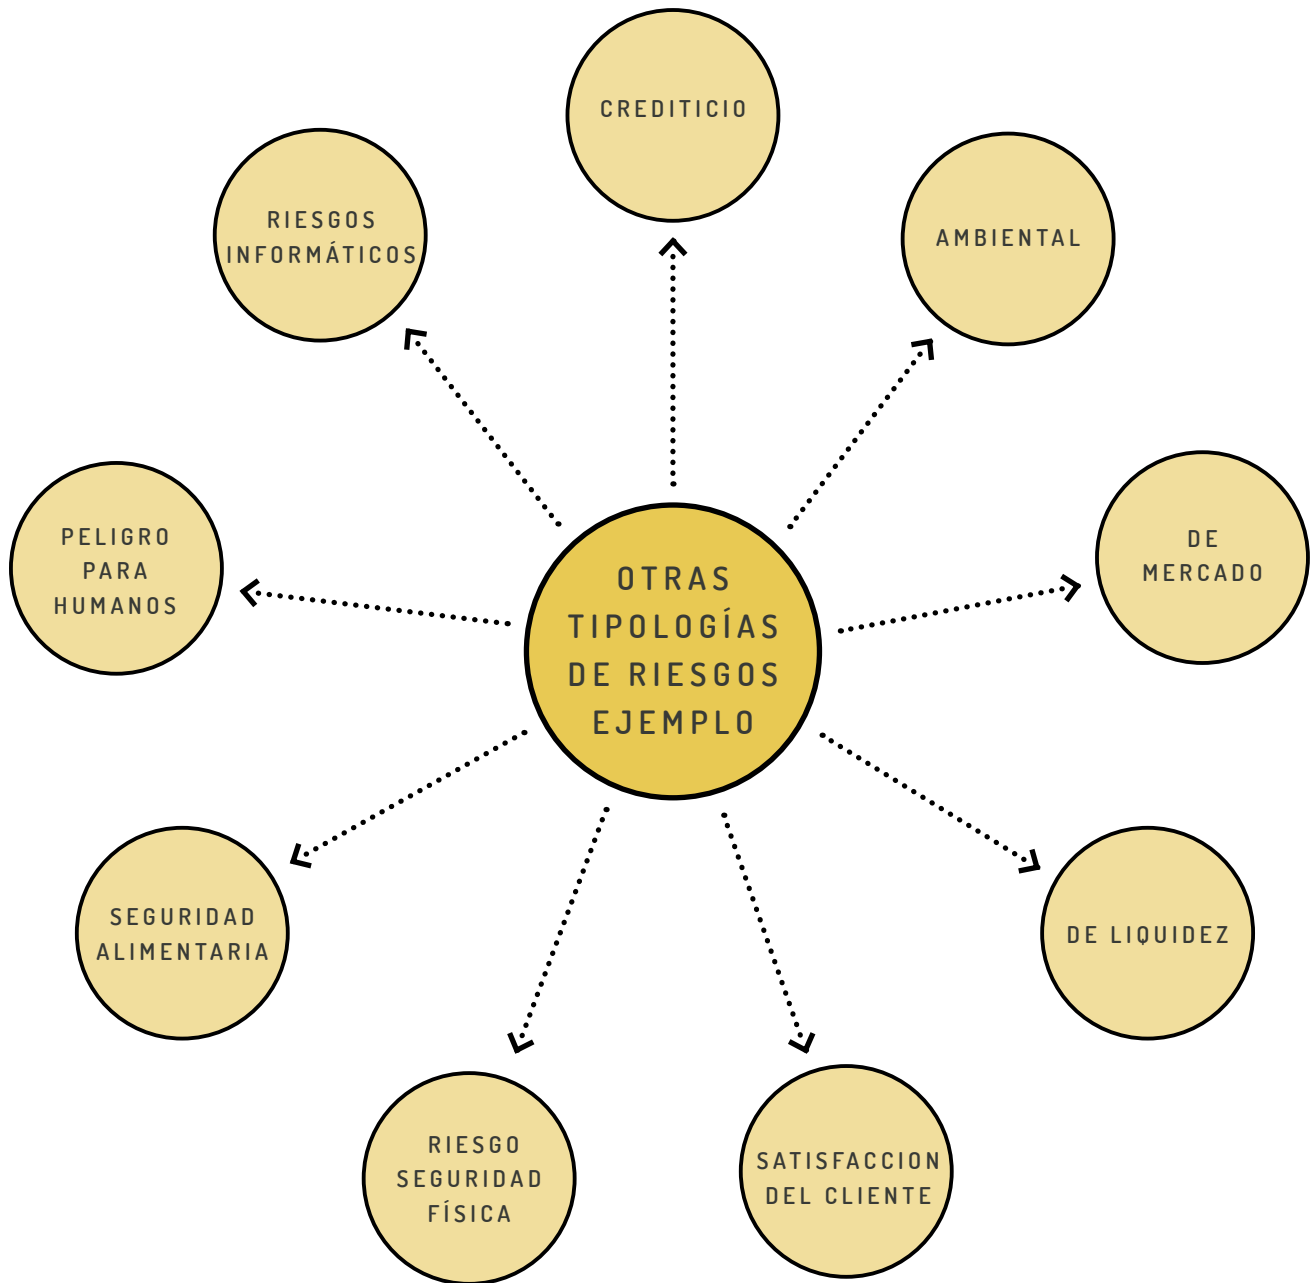 CREDITICIO
RIESGOS
INFORMÁTICOS
AMBIENTAL
PELIGRO
PARA
HUMANOS
DE
MERCADO
OTRAS
TIPOLOGÍAS
DE RIESGOS
EJEMPLO
SEGURIDAD
ALIMENTARIA
DE LIQUIDEZ
RIESGO
SEGURIDAD
FÍSICA
SATISFACCION
DEL CLIENTE